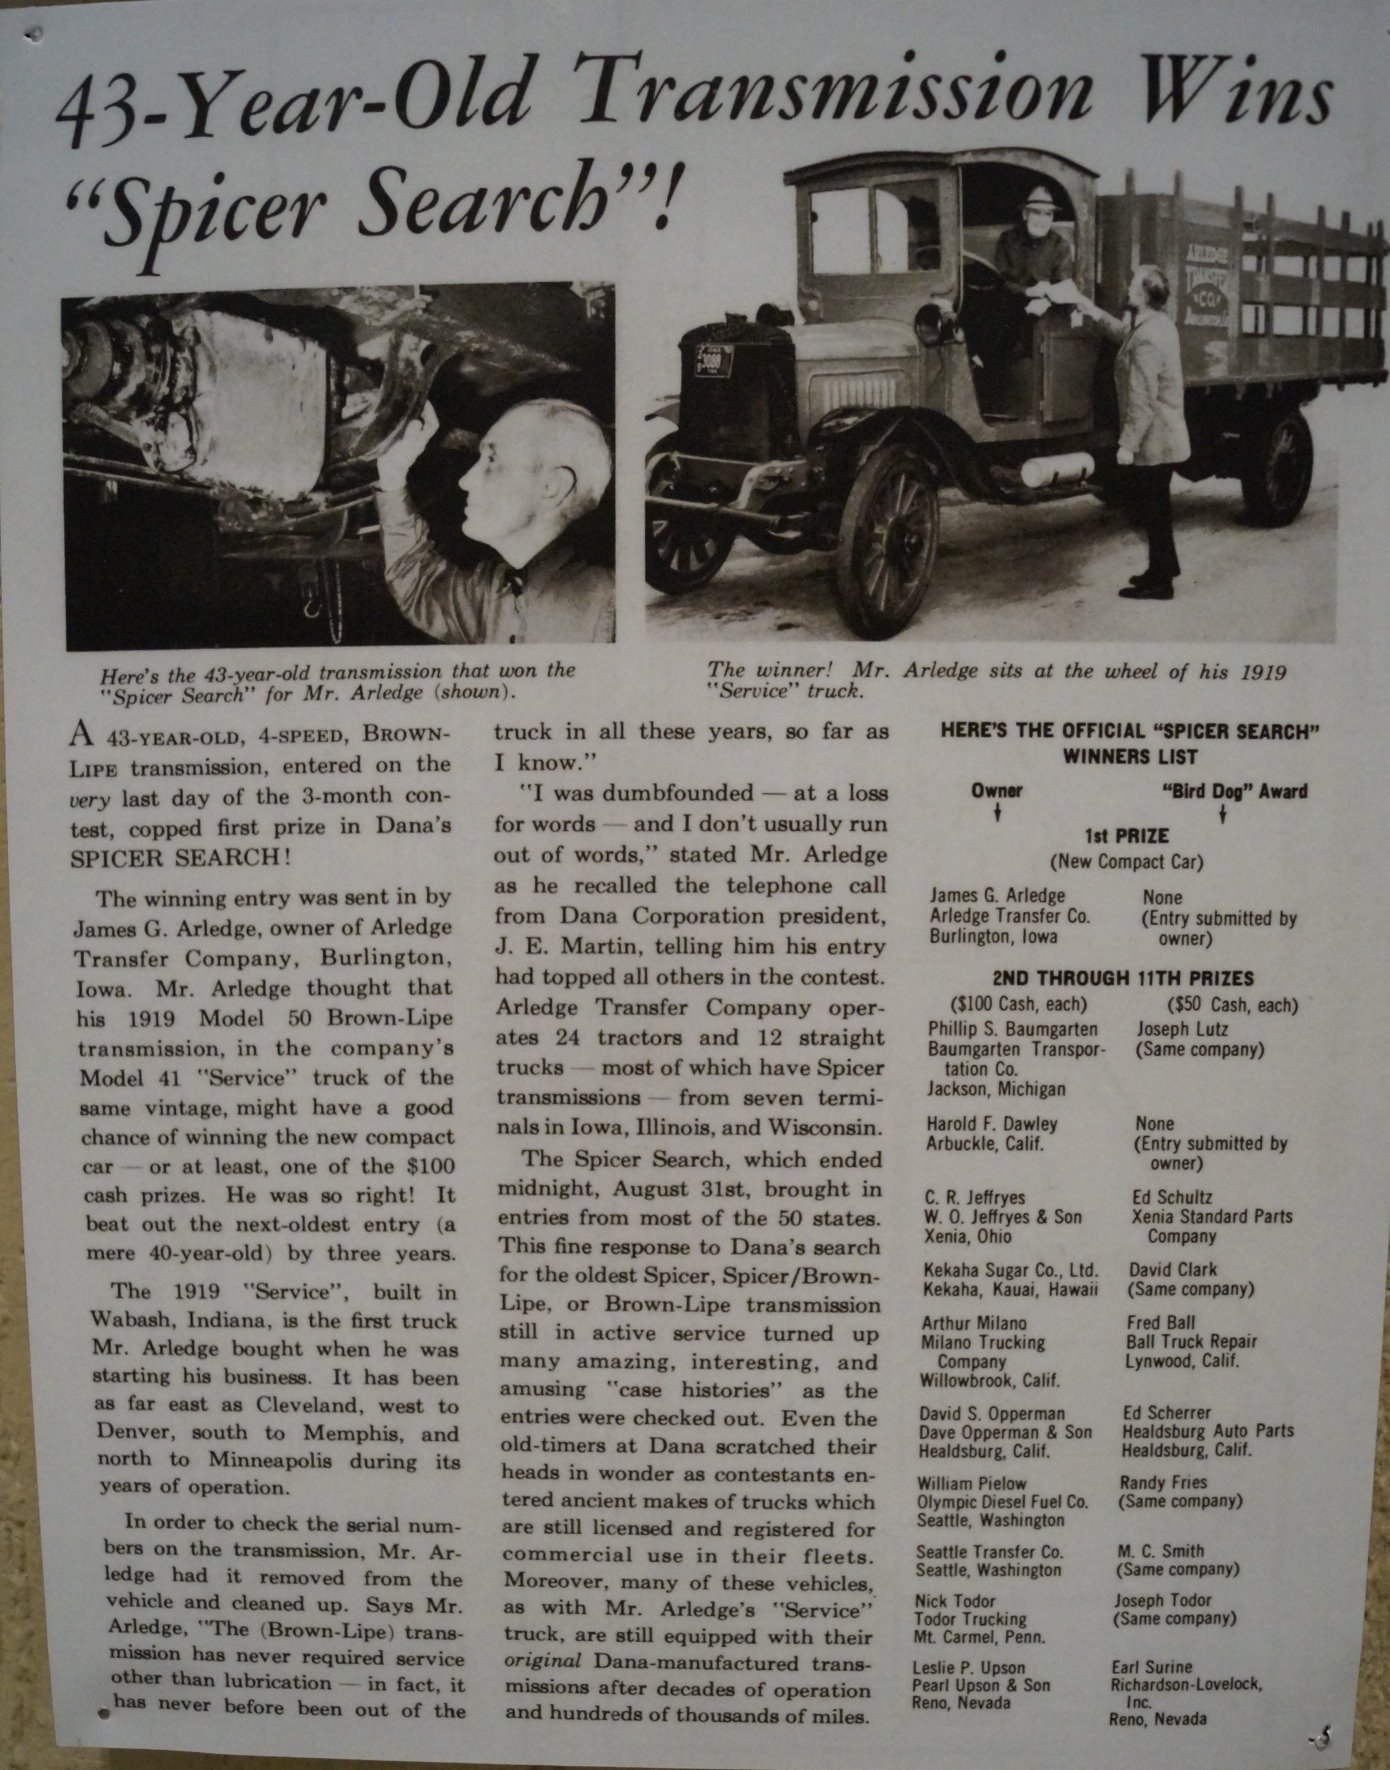 43-Year-Old Transmission Wins
“Spicer Search”!
ARLEDGE
TRANSFER
CO.
3088
Here's the 43-year-old transmission that won the
"Spicer Search" for Mr. Arledge (shown).
The winner! Mr. Arledge sits at the wheel of his 1919
"Service" truck.
A 43-YEAR-OLD, 4-SPEED, BROWN-
LIPE transmission, entered on the
very last day of the 3-month con-
test, copped first prize in Dana's
SPICER SEARCH!
The winning entry was sent in by
James G. Arledge, owner of Arledge
Transfer Company, Burlington,
Iowa. Mr. Arledge thought that
his 1919 Model 50 Brown-Lipe
transmission, in the company's
Model 41 "Service" truck of the
same vintage, might have a good
chance of winning the new compact
car — or at least, one of the $100
cash prizes. He was so right! It
beat out the next-oldest entry (a
mere 40-year-old) by three years.
The 1919 "Service", built in
Wabash, Indiana, is the first truck
Mr. Arledge bought when he was
starting his business. It has been
as far east as Cleveland, west to
Denver, south to Memphis, and
north to Minneapolis during its
years of operation.
In order to check the serial num-
bers on the transmission, Mr. Ar-
ledge had it removed from the
vehicle and cleaned up. Says Mr.
Arledge, "The (Brown-Lipe) trans-
mission has never required service
other than lubrication — in fact, it
has never before been out of the
truck in all these years, so far as
I know."
"I was dumbfounded — at a loss
for words — and I don't usually run
out of words," stated Mr. Arledge
as he recalled the telephone call
from Dana Corporation president,
J. E. Martin, telling him his entry
had topped all others in the contest.
Arledge Transfer Company oper-
ates 24 tractors and 12 straight
trucks — most of which have Spicer
transmissions — from seven termi-
nals in Iowa, Illinois, and Wisconsin.
The Spicer Search, which ended
midnight, August 31st, brought in
entries from most of the 50 states.
This fine response to Dana's search
for the oldest Spicer, Spicer/Brown-
Lipe, or Brown-Lipe transmission
still in active service turned up
many amazing, interesting, and
amusing "case histories" as the
entries were checked out. Even the
old-timers at Dana scratched their
heads in wonder as contestants en-
tered ancient makes of trucks which
are still licensed and registered for
commercial use in their fleets.
Moreover, many of these vehicles,
as with Mr. Arledge's "Service"
truck, are still equipped with their
original Dana-manufactured trans-
missions after decades of operation
and hundreds of thousands of miles.
HERE'S THE OFFICIAL “SPICER SEARCH”
WINNERS LIST
Owner “Bird Dog” Award
1st PRIZE
(New Compact Car)
James G. Arledge None
Arledge Transfer Co. (Entry submitted by
Burlington, Iowa owner)
2ND THROUGH 11TH PRIZES
($100 Cash, each) ($50 Cash, each)
Phillip S. Baumgarten Joseph Lutz
Baumgarten Transpor- (Same company)
tation Co.
Jackson, Michigan
Harold F. Dawley None
Arbuckle, Calif. (Entry submitted by
owner)
C. R. Jeffryes Ed Schultz
W. O. Jeffryes & Son Xenia Standard Parts
Xenia, Ohio Company
Kekaha Sugar Co., Ltd. David Clark
Kekaha, Kauai, Hawaii (Same company)
Arthur Milano Fred Ball
Milano Trucking Ball Truck Repair
Company Lynwood, Calif.
Willowbrook, Calif.
David S. Opperman Ed Scherrer
Dave Opperman & Son Healdsburg Auto Parts
Healdsburg, Calif. Healdsburg, Calif.
William Pielow Randy Fries
Olympic Diesel Fuel Co. (Same company)
Seattle, Washington
Seattle Transfer Co. M. C. Smith
Seattle, Washington (Same company)
Nick Todor Joseph Todor
Todor Trucking (Same company)
Mt. Carmel, Penn.
Leslie P. Upson Earl Surine
Pearl Upson & Son Richardson-Lovelock,
Reno, Nevada Inc.
Reno, Nevada